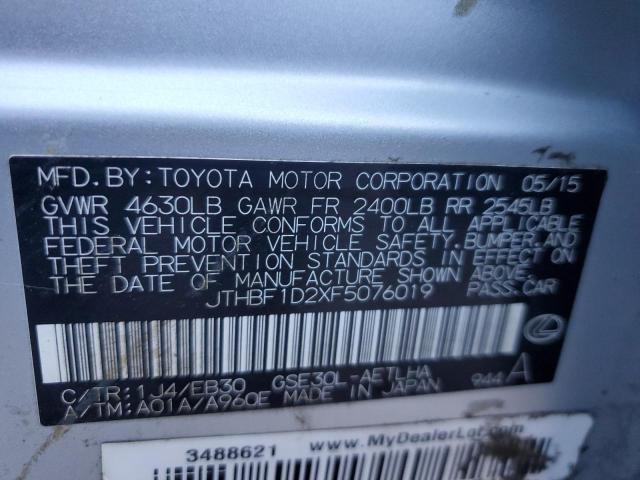 MFD. BY: TOYOTA MOTOR CORPORATION 05/15
GVWR 4630LB GAWR FR 2400LB RR 2545LB
THIS VEHICLE CONFORMS TO ALL APPLICABLE
FEDERAL MOTOR VEHICLE SAFETY, BUMPER, AND
THEFT PREVENTION STANDARDS IN EFFECT ON
THE DATE OF MANUFACTURE SHOWN ABOVE.
JTHBF1D2XF5076019 PASS. CAR
C/TR: 1J4/EB30 GSE30L-AETLHA
A/TM: A01A/A960E MADE IN JAPAN 944 A
3488621 www.MyDealerLot.com